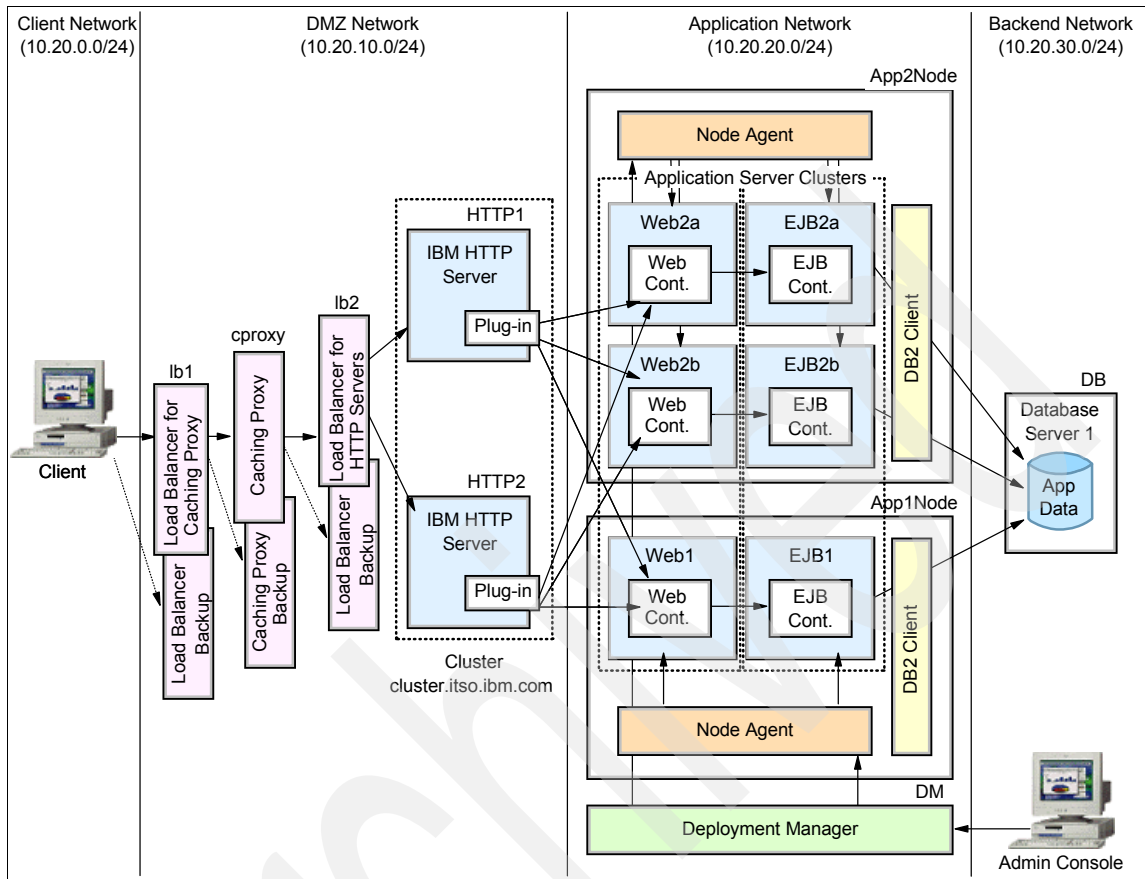 Client Network
(10.20.0.0/24)
DMZ Network
(10.20.10.0/24)
Application Network
(10.20.20.0/24)
Backend Network
(10.20.30.0/24)
App2Node
Node Agent
Application Server Clusters
Web2a
Web
Cont.
EJB2a
EJB
Cont.
Web2b
Web
Cont.
EJB2b
EJB
Cont.
DB2 Client
HTTP1
IBM HTTP
Server
Plug-in
lb2
Load Balancer for
HTTP Servers
Load Balancer
Backup
cproxy
Caching Proxy
Caching Proxy
Backup
lb1
Load Balancer for
Caching Proxy
Load Balancer
Backup
Client
HTTP2
IBM HTTP
Server
Plug-in
Cluster
cluster.itso.ibm.com
App1Node
Web1
Web
Cont.
EJB1
EJB
Cont.
DB2 Client
Node Agent
DM
Deployment Manager
DB
Database
Server 1
App
Data
Admin Console